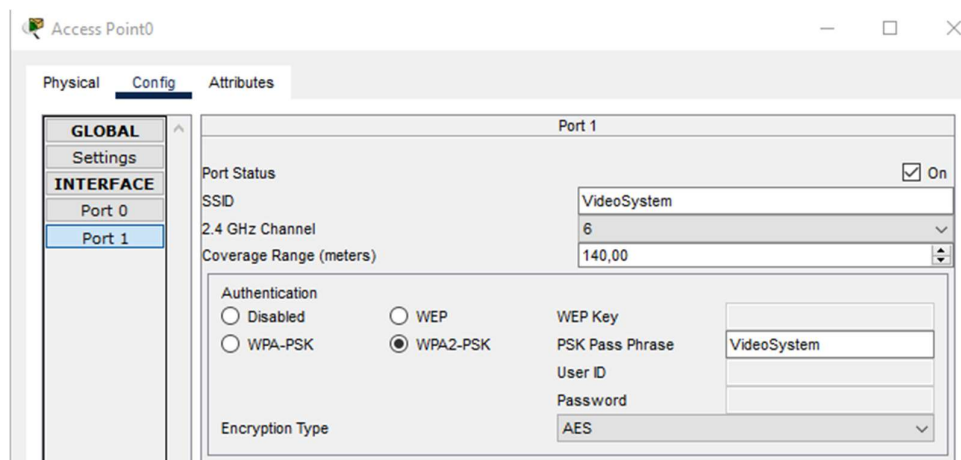 Access Point0
Physical Config Attributes
GLOBAL
Settings
INTERFACE
Port 0
Port 1
Port 1
Port Status On
SSID VideoSystem
2.4 GHz Channel 6
Coverage Range (meters) 140,00
Authentication
Disabled WEP WEP Key
WPA-PSK WPA2-PSK PSK Pass Phrase VideoSystem
User ID
Password
Encryption Type AES